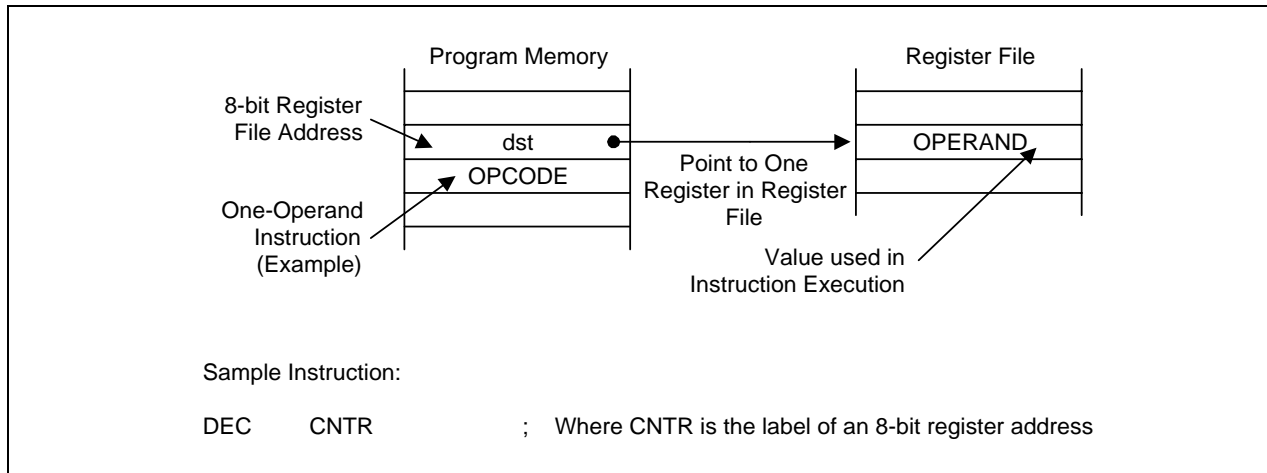 Program Memory
Register File
8-bit Register
File Address
dst
OPERAND
OPCODE
Point to One
Register in Register
File
One-Operand
Instruction
(Example)
Value used in
Instruction Execution
Sample Instruction:
DEC CNTR ; Where CNTR is the label of an 8-bit register address